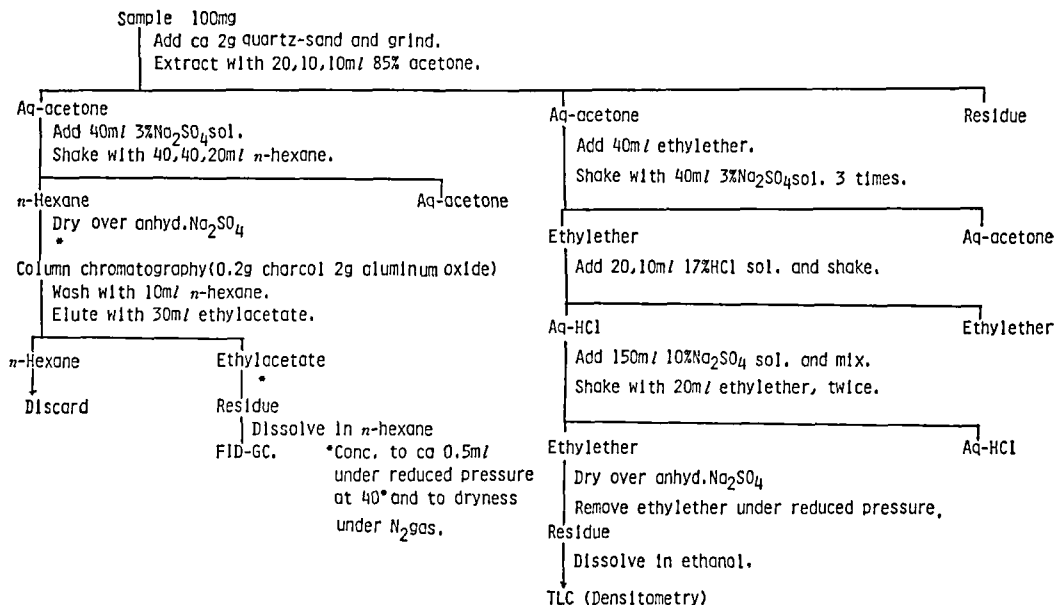 Sample 100mg
Add ca 2g quartz-sand and grind.
Extract with 20,10,10ml 85% acetone.
Aq-acetone
Add 40ml 3%Na₂SO₄sol.
Shake with 40,40,20ml n-hexane.
n-Hexane
Aq-acetone
Dry over anhyd.Na₂SO₄
*
Column chromatography(0.2g charcol 2g aluminum oxide)
Wash with 10ml n-hexane.
Elute with 30ml ethylacetate.
n-Hexane
Ethylacetate
*
Discard
Residue
Dissolve in n-hexane
FID-GC.
*Conc. to ca 0.5ml
under reduced pressure
at 40° and to dryness
under N₂gas.
Aq-acetone
Residue
Add 40ml ethylether.
Shake with 40ml 3%Na₂SO₄sol. 3 times.
Ethylether
Aq-acetone
Add 20,10ml 17%HCl sol. and shake.
Aq-HCl
Ethylether
Add 150ml 10%Na₂SO₄ sol. and mix.
Shake with 20ml ethylether, twice.
Ethylether
Aq-HCl
Dry over anhyd.Na₂SO₄
Remove ethylether under reduced pressure.
Residue
Dissolve in ethanol.
TLC (Densitometry)